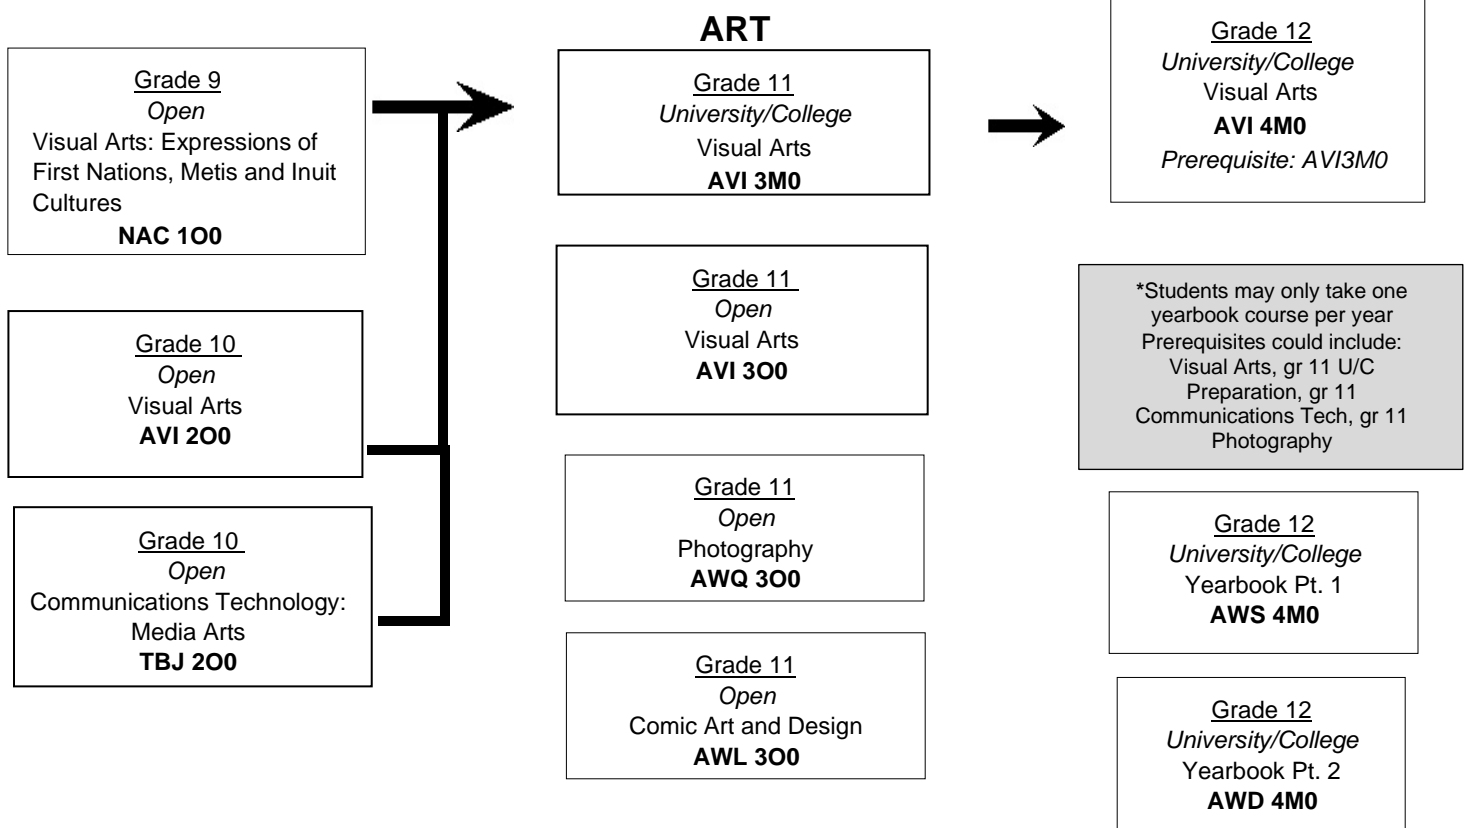 ART
Grade 9
Open
Visual Arts: Expressions of
First Nations, Metis and Inuit
Cultures
NAC 1O0
Grade 10
Open
Visual Arts
AVI 2O0
Grade 10
Open
Communications Technology:
Media Arts
TBJ 2O0
Grade 11
University/College
Visual Arts
AVI 3M0
Grade 11
Open
Visual Arts
AVI 3O0
Grade 11
Open
Photography
AWQ 3O0
Grade 11
Open
Comic Art and Design
AWL 3O0
Grade 12
University/College
Visual Arts
AVI 4M0
Prerequisite: AVI3M0
*Students may only take one
yearbook course per year
Prerequisites could include:
Visual Arts, gr 11 U/C
Preparation, gr 11
Communications Tech, gr 11
Photography
Grade 12
University/College
Yearbook Pt. 1
AWS 4M0
Grade 12
University/College
Yearbook Pt. 2
AWD 4M0